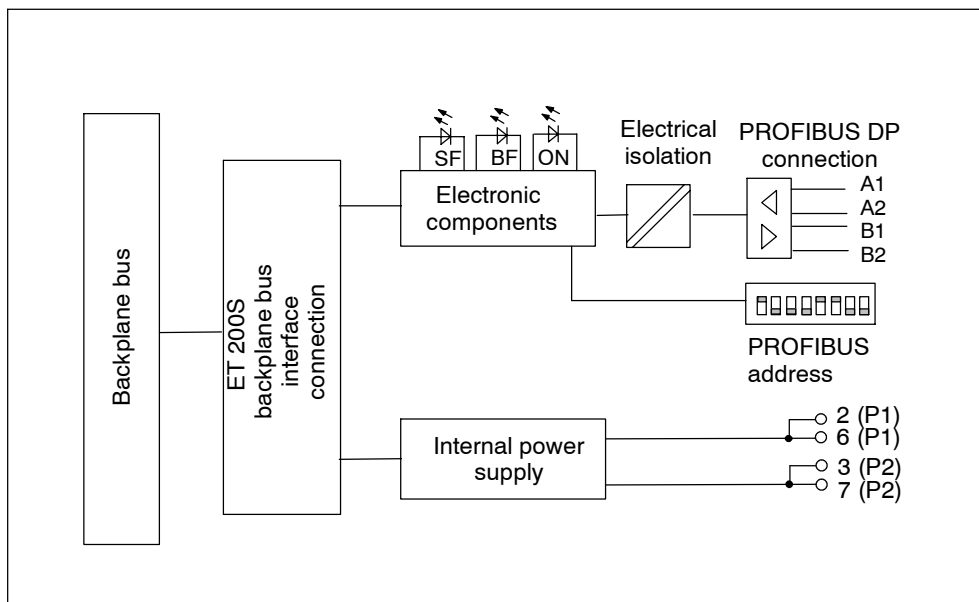 Backplane bus
ET 200S
backplane bus
interface
connection
SF BF ON
Electronic
components
Electrical
isolation
PROFIBUS DP
connection
A1
A2
B1
B2
PROFIBUS
address
Internal power
supply
2 (P1)
6 (P1)
3 (P2)
7 (P2)